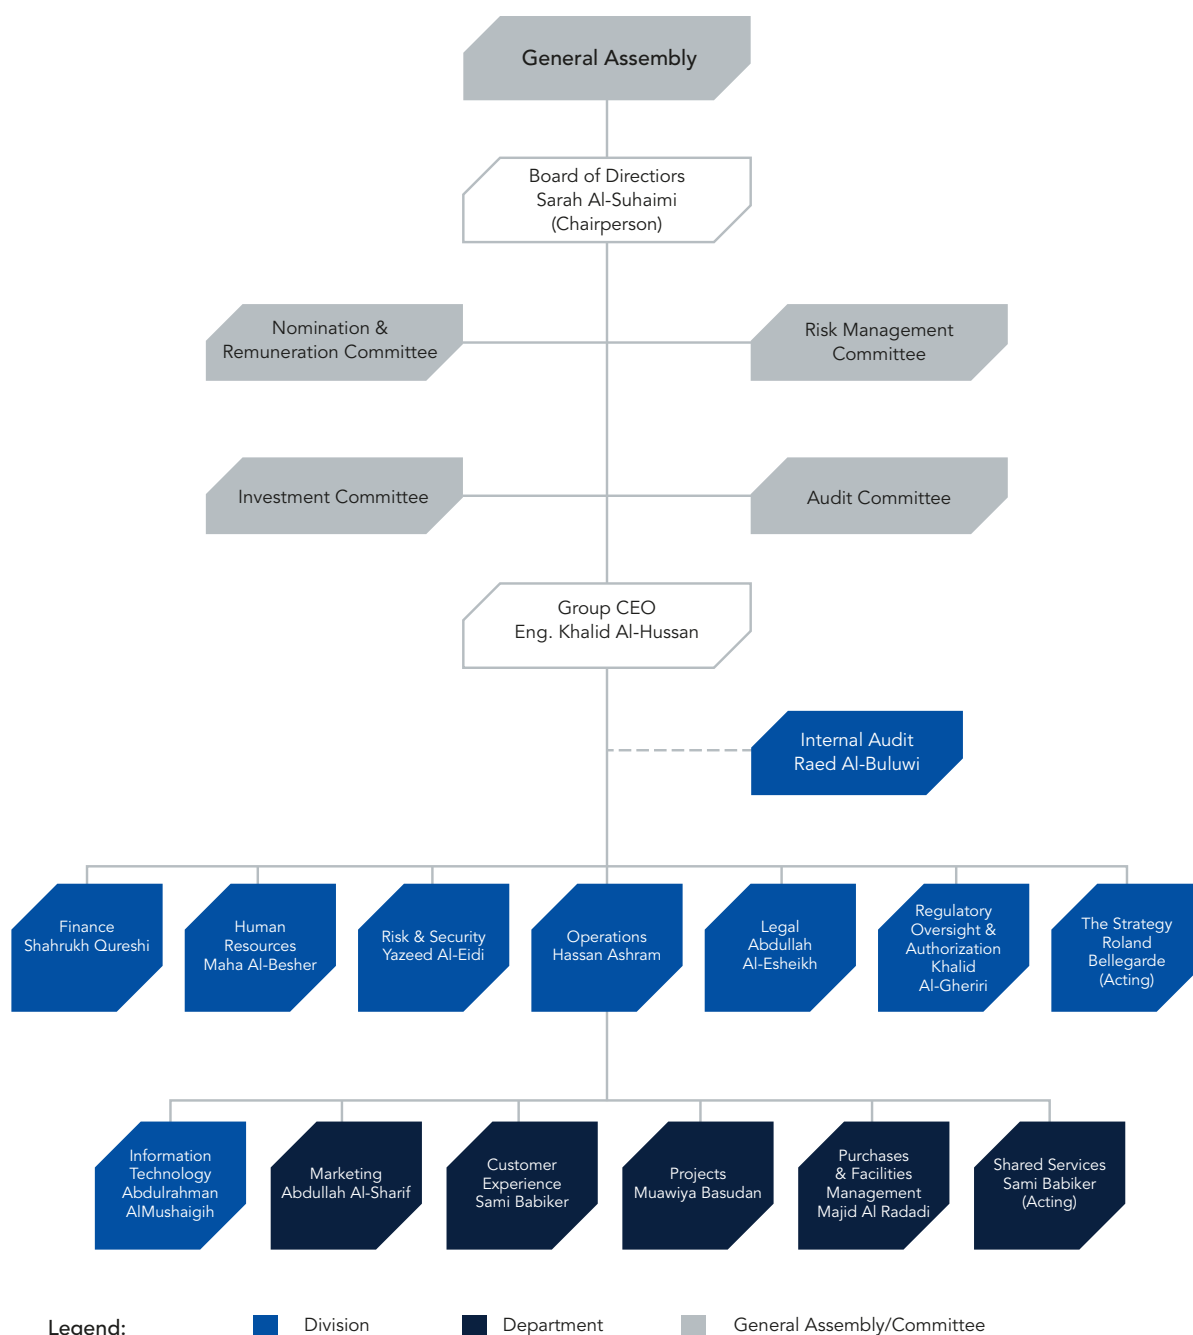 General Assembly
Board of Directiors
Sarah Al-Suhaimi
(Chairperson)
Nomination &
Remuneration Committee
Risk Management
Committee
Investment Committee
Audit Committee
Group CEO
Eng. Khalid Al-Hussan
Internal Audit
Raed Al-Buluwi
Finance
Shahrukh Qureshi
Human
Resources
Maha Al-Besher
Risk & Security
Yazeed Al-Eidi
Operations
Hassan Ashram
Legal
Abdullah
Al-Esheikh
Regulatory
Oversight &
Authorization
Khalid
Al-Gheriri
The Strategy
Roland
Bellegarde
(Acting)
Information
Technology
Abdulrahman
AlMushaigih
Marketing
Abdullah Al-Sharif
Customer
Experience
Sami Babiker
Projects
Muawiya Basudan
Purchases
& Facilities
Management
Majid Al Radadi
Shared Services
Sami Babiker
(Acting)
Legend:
Division
Department
General Assembly/Committee